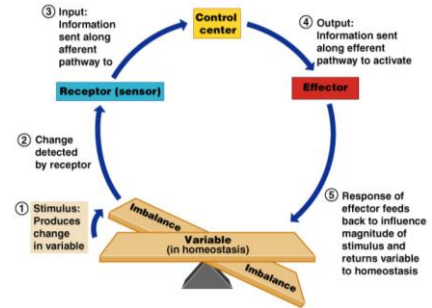 ③ Input:
Information
sent along
afferent
pathway to
Control
center
④ Output:
Information sent
along efferent
pathway to activate
Receptor (sensor)
Effector
② Change
detected
by receptor
① Stimulus:
Produces
change
in variable
Imbalance
Variable
(in homeostasis)
Imbalance
⑤ Response of
effector feeds
back to influence
magnitude of
stimulus and
returns variable
to homeostasis